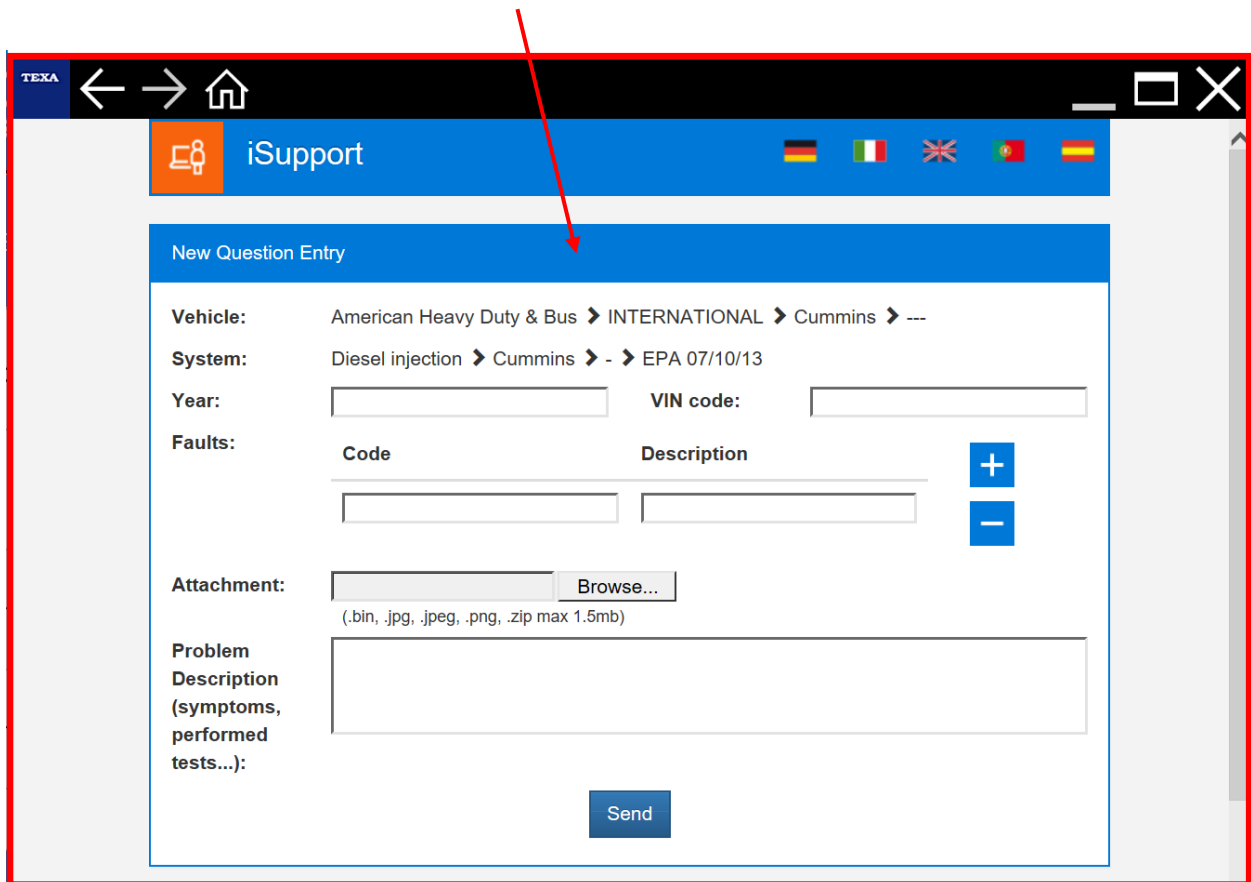 TEXA
iSupport
New Question Entry
Vehicle: American Heavy Duty & Bus > INTERNATIONAL > Cummins > ---
System: Diesel injection > Cummins > - > EPA 07/10/13
Year: VIN code:
Faults: Code Description
+
−
Attachment: Browse...
(.bin, .jpg, .jpeg, .png, .zip max 1.5mb)
Problem
Description
(symptoms,
performed
tests...):
Send